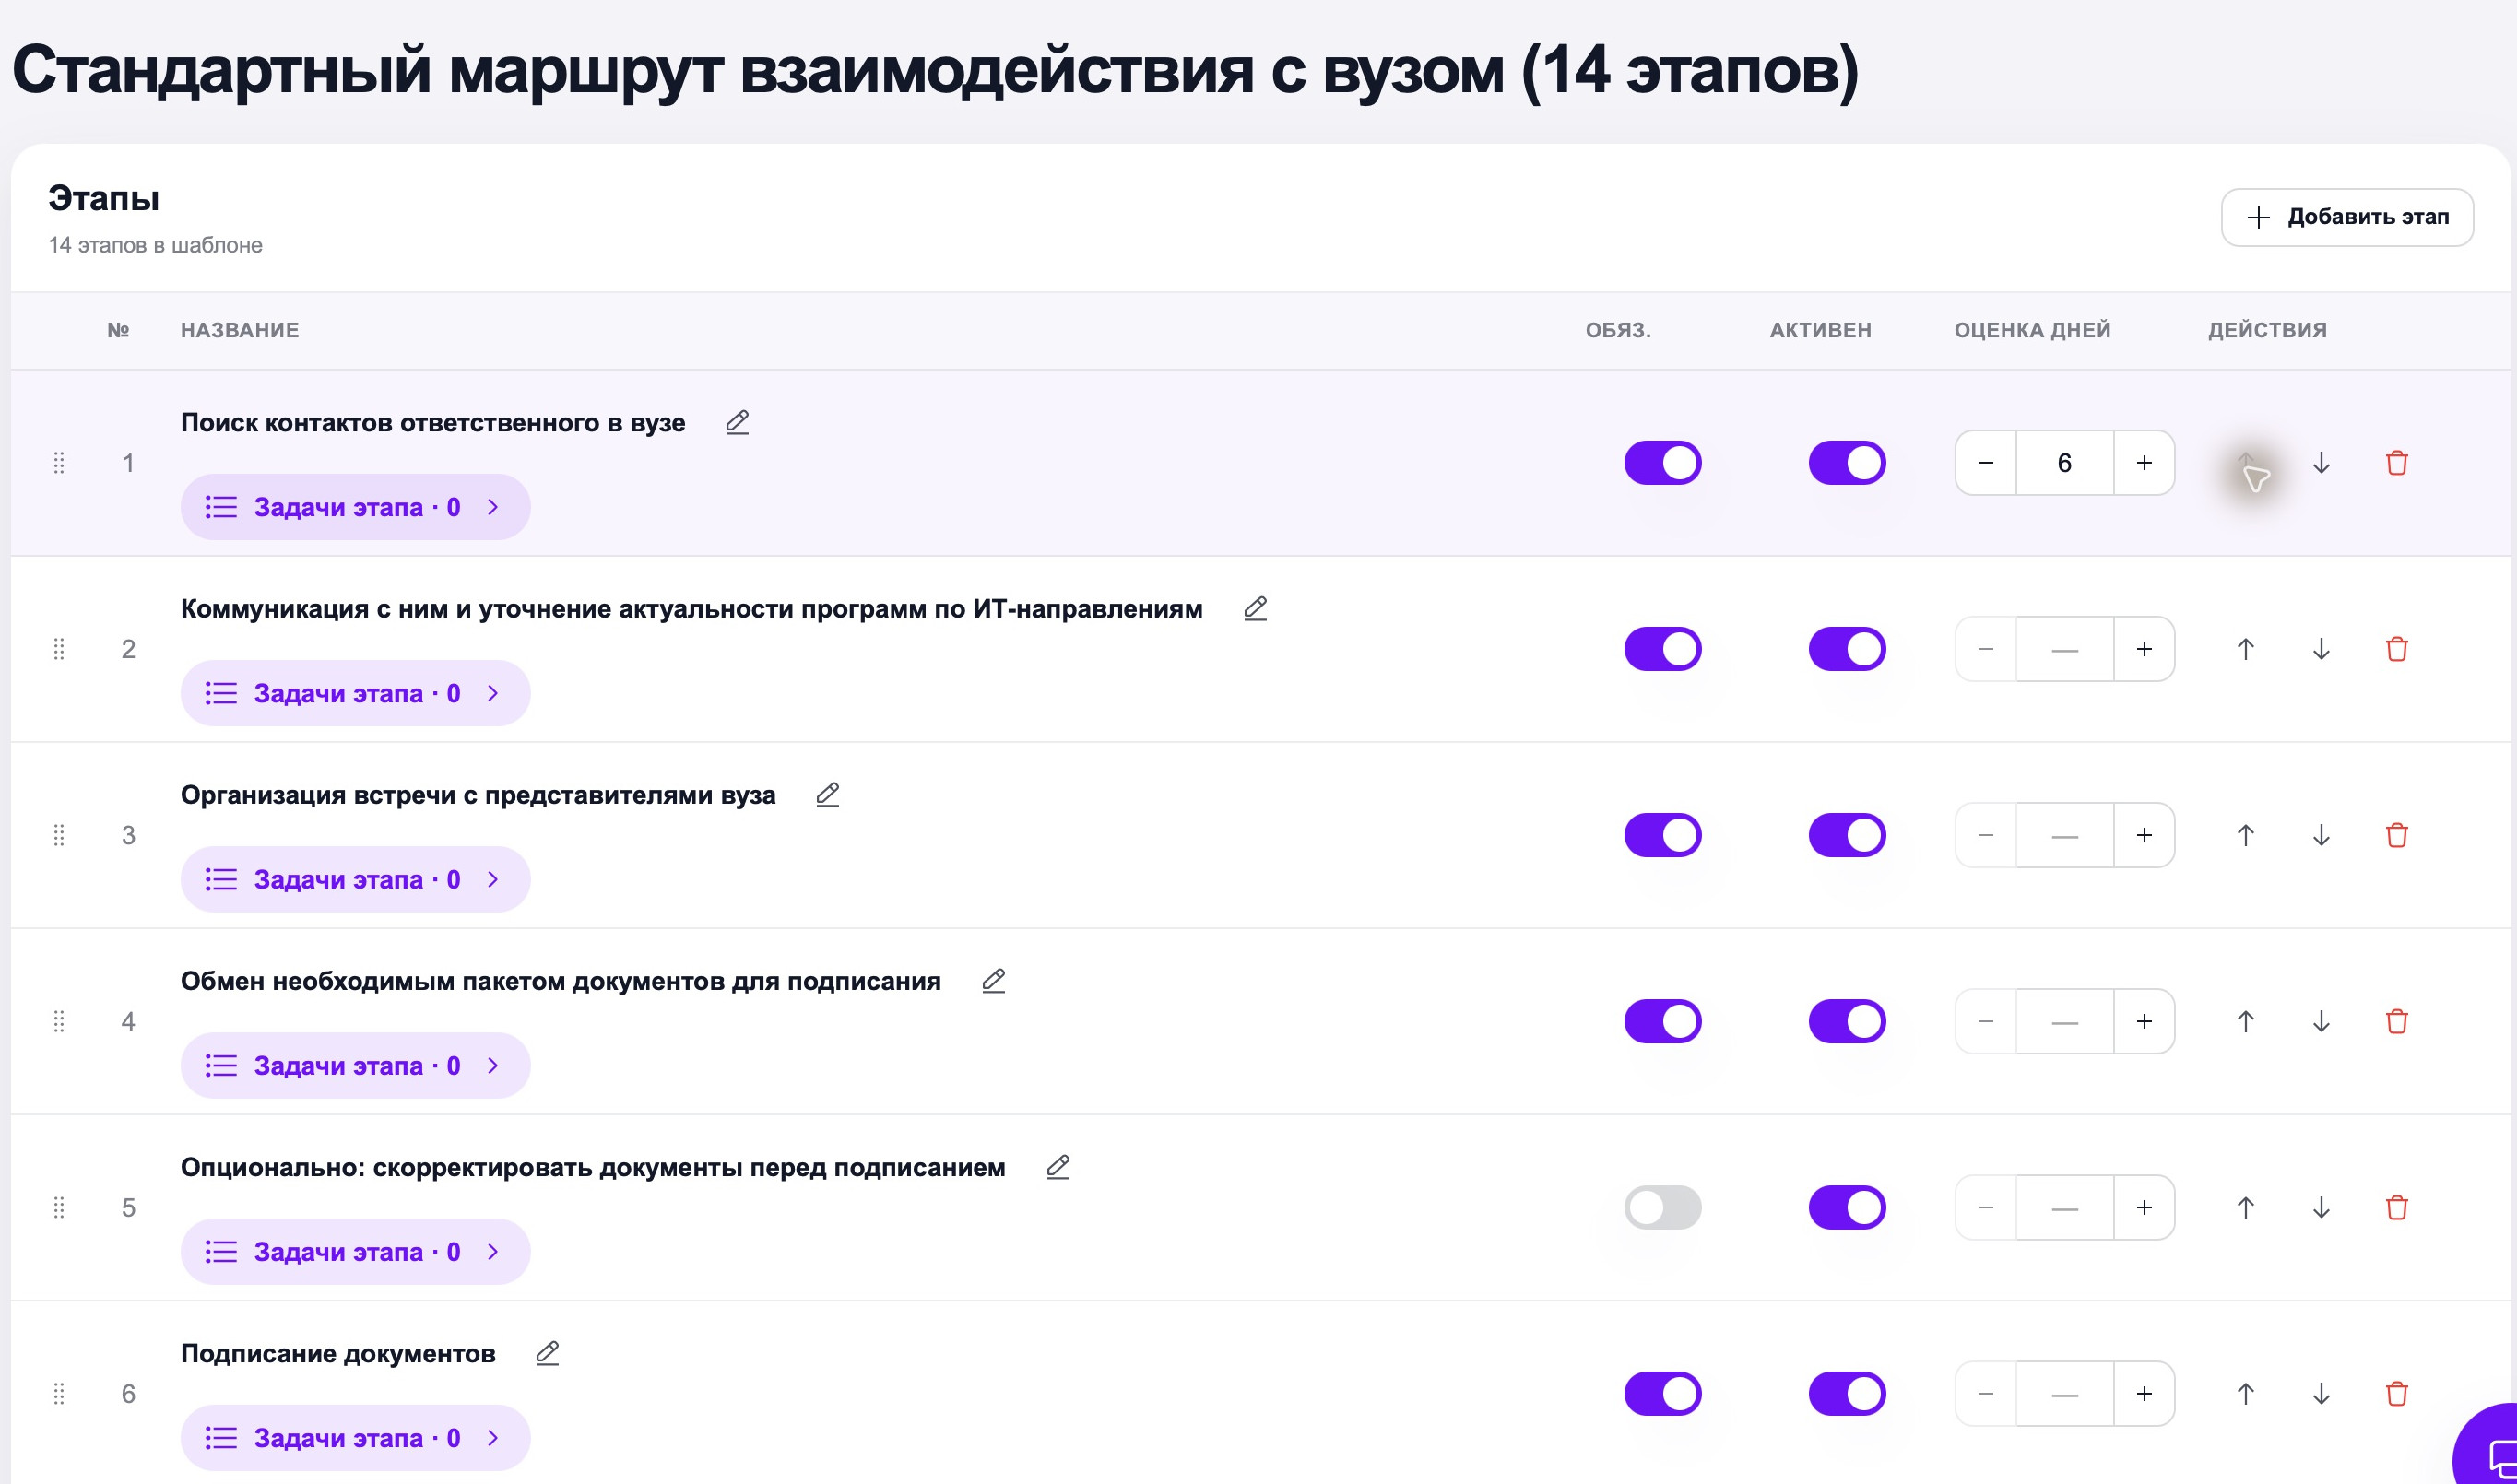 Стандартный маршрут взаимодействия с вузом (14 этапов)
Этапы
14 этапов в шаблоне
Добавить этап
№ НАЗВАНИЕ ОБЯЗ. АКТИВЕН ОЦЕНКА ДНЕЙ ДЕЙСТВИЯ
Поиск контактов ответственного в вузе
1 − 6 +
Задачи этапа · 0
Коммуникация с ним и уточнение актуальности программ по ИТ-направлениям
2 − — +
Задачи этапа · 0
Организация встречи с представителями вуза
3 − — +
Задачи этапа · 0
Обмен необходимым пакетом документов для подписания
4 − — +
Задачи этапа · 0
Опционально: скорректировать документы перед подписанием
5 − — +
Задачи этапа · 0
Подписание документов
6 − — +
Задачи этапа · 0